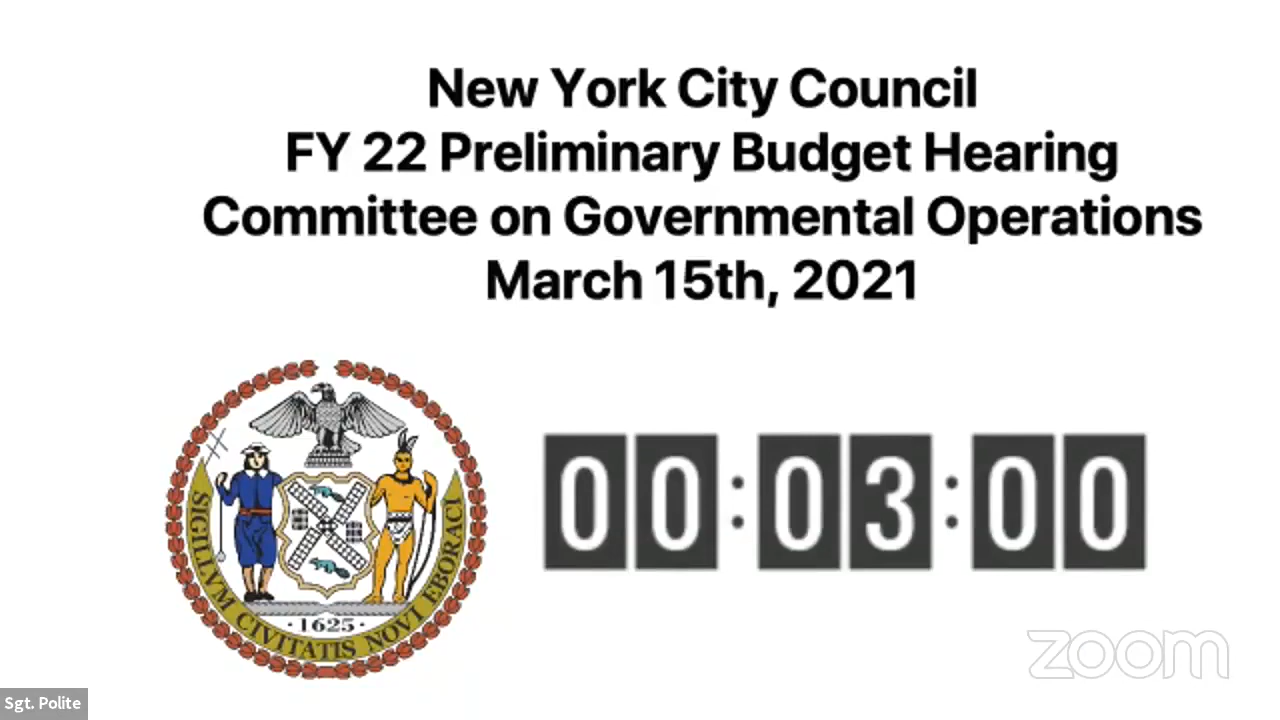 New York City Council
FY 22 Preliminary Budget Hearing
Committee on Governmental Operations
March 15th, 2021
00:03:00
SIGILLVM CIVITATIS NOVI EBORACI
· 1625 ·
zoom
Sgt. Polite